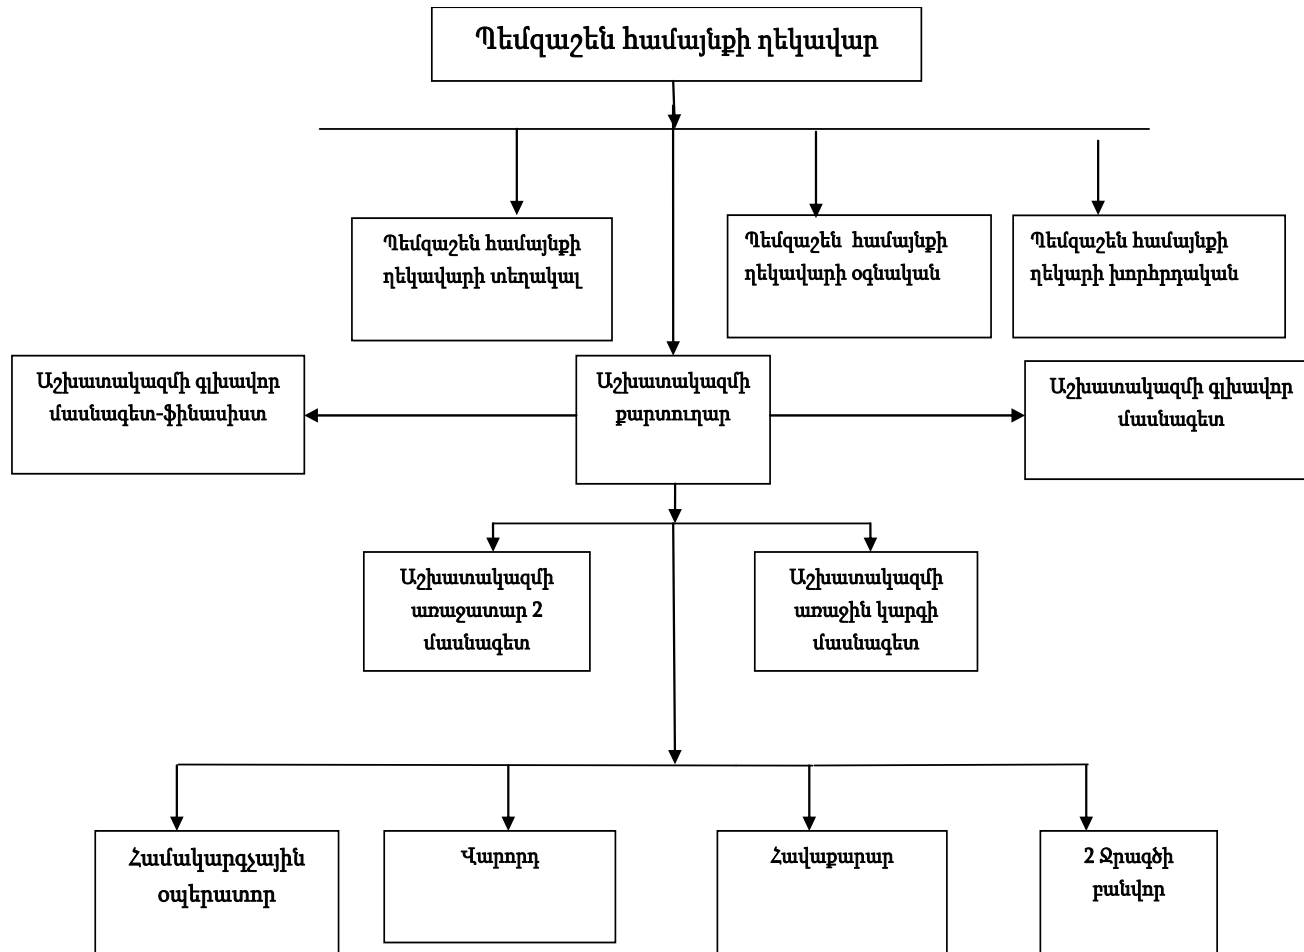 Պեմզաշեն համայնքի ղեկավար
Պեմզաշեն համայնքի
ղեկավարի տեղակալ
Պեմզաշեն համայնքի
ղեկավարի օգնական
Պեմզաշեն համայնքի
ղեկարի խորհրդական
Աշխատակազմի գլխավոր
մասնագետ-ֆինասիստ
Աշխատակազմի
քարտուղար
Աշխատակազմի գլխավոր
մասնագետ
Աշխատակազմի
առաջատար 2
մասնագետ
Աշխատակազմի
առաջին կարգի
մասնագետ
Համակարգչային
օպերատոր
Վարորդ
Հավաքարար
2 Ջրագծի
բանվոր